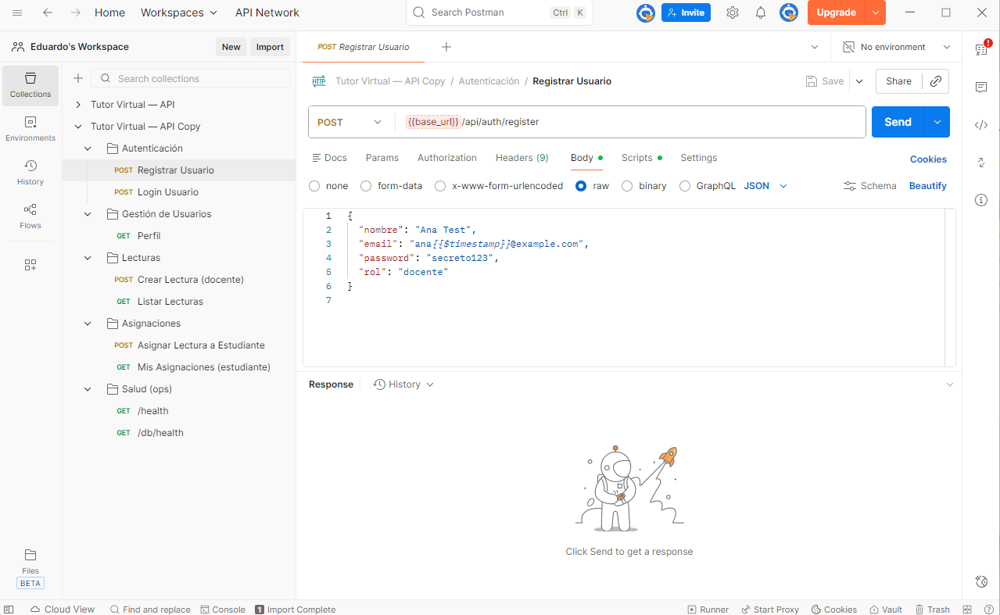 Home Workspaces API Network Search Postman Ctrl K Invite Upgrade
Eduardo's Workspace New Import
POST Registrar Usuario No environment
Search collections
Collections
Environments
History
Flows
Files
BETA
Tutor Virtual — API
Tutor Virtual — API Copy
Autenticación
POST Registrar Usuario
POST Login Usuario
Gestión de Usuarios
GET Perfil
Lecturas
POST Crear Lectura (docente)
GET Listar Lecturas
Asignaciones
POST Asignar Lectura a Estudiante
GET Mis Asignaciones (estudiante)
Salud (ops)
GET /health
GET /db/health
HTTP Tutor Virtual — API Copy / Autenticación / Registrar Usuario Save Share
POST {{base_url}}/api/auth/register Send
Docs Params Authorization Headers (9) Body Scripts Settings Cookies
none form-data x-www-form-urlencoded raw binary GraphQL JSON Schema Beautify
1 {
2 "nombre": "Ana Test",
3 "email": "ana{{$timestamp}}@example.com",
4 "password": "secreto123",
5 "rol": "docente"
6 }
7
Response History
Click Send to get a response
Cloud View Find and replace Console 1 Import Complete Runner Start Proxy Cookies Vault Trash